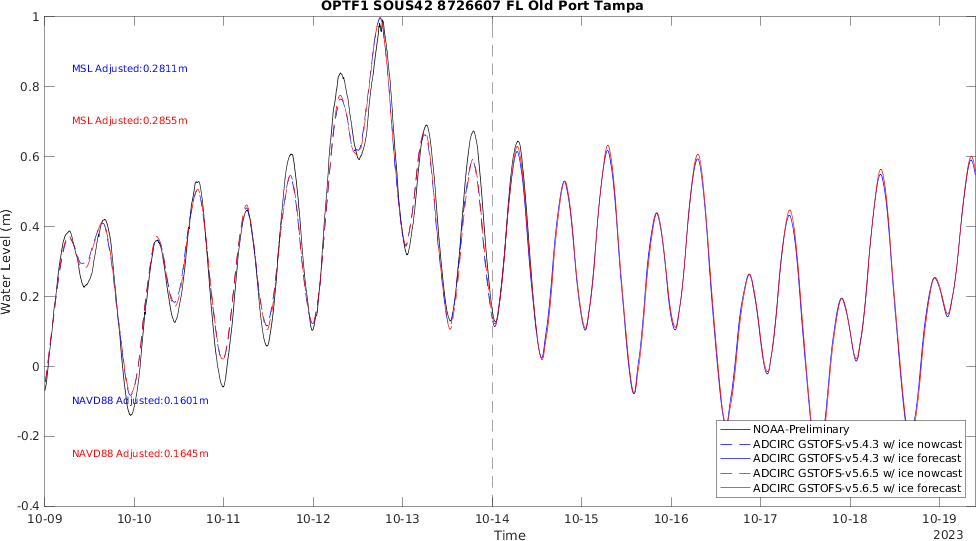 OPTF1 SOUS42 8726607 FL Old Port Tampa
1
0.8
0.6
0.4
0.2
0
-0.2
-0.4
Water Level (m)
MSL Adjusted:0.2811m
MSL Adjusted:0.2855m
NAVD88 Adjusted:0.1601m
NAVD88 Adjusted:0.1645m
NOAA-Preliminary
ADCIRC GSTOFS-v5.4.3 w/ ice nowcast
ADCIRC GSTOFS-v5.4.3 w/ ice forecast
ADCIRC GSTOFS-v5.6.5 w/ ice nowcast
ADCIRC GSTOFS-v5.6.5 w/ ice forecast
10-09 10-10 10-11 10-12 10-13 10-14 10-15 10-16 10-17 10-18 10-19
Time
2023